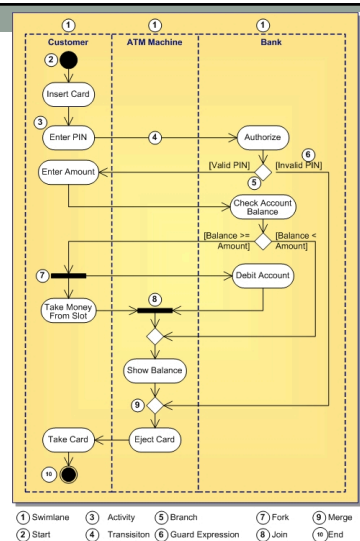 1 1 1
Customer ATM Machine Bank
2
Insert Card
3
Enter PIN
4
Authorize
6
Enter Amount
[Valid PIN] [Invalid PIN]
5
Check Account
Balance
[Balance >=
Amount]
[Balance <
Amount]
7
Debit Account
8
Take Money
From Slot
Show Balance
9
Take Card
Eject Card
10
1 Swimlane 3 Activity 5 Branch 7 Fork 9 Merge
2 Start 4 Transisiton 6 Guard Expression 8 Join 10 End